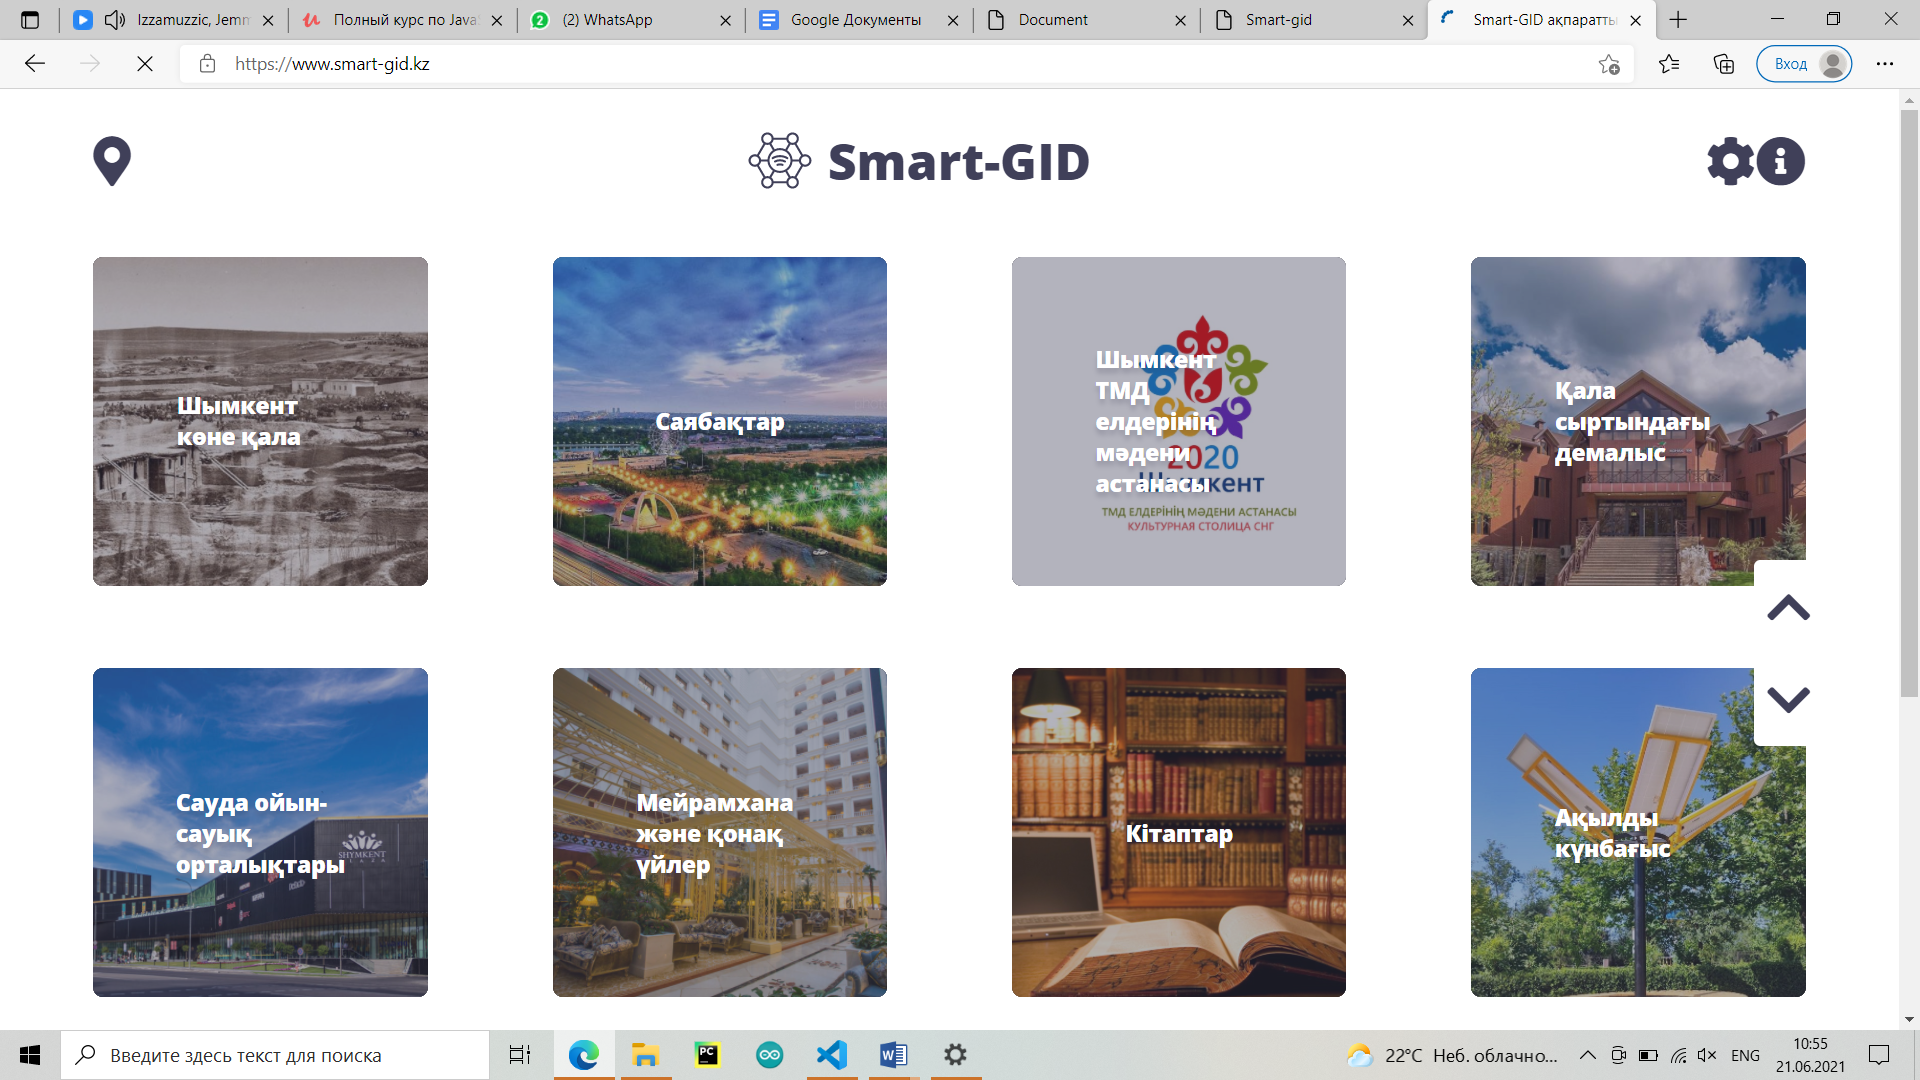 Izzamuzzic, Jemn
Полный курс по Java
(2) WhatsApp
Google Документы
Document
Smart-gid
Smart-GID ақпаратты
https://www.smart-gid.kz
Вход
Smart-GID
Шымкент
көне қала
Саябақтар
Шымкент
ТМД
елдерінің
мәдени
астанасы
2020
Шымкент
ТМД ЕЛДЕРІНІҢ МӘДЕНИ АСТАНАСЫ
КУЛЬТУРНАЯ СТОЛИЦА СНГ
Қала
сыртындағы
демалыс
Сауда ойын-
сауық
орталықтары
SHYMKENT
PLAZA
Мейрамхана
және қонақ
үйлер
Кітаптар
Ақылды
күнбағыс
Введите здесь текст для поиска
PC
22°C Неб. облачно...
ENG
10:55
21.06.2021